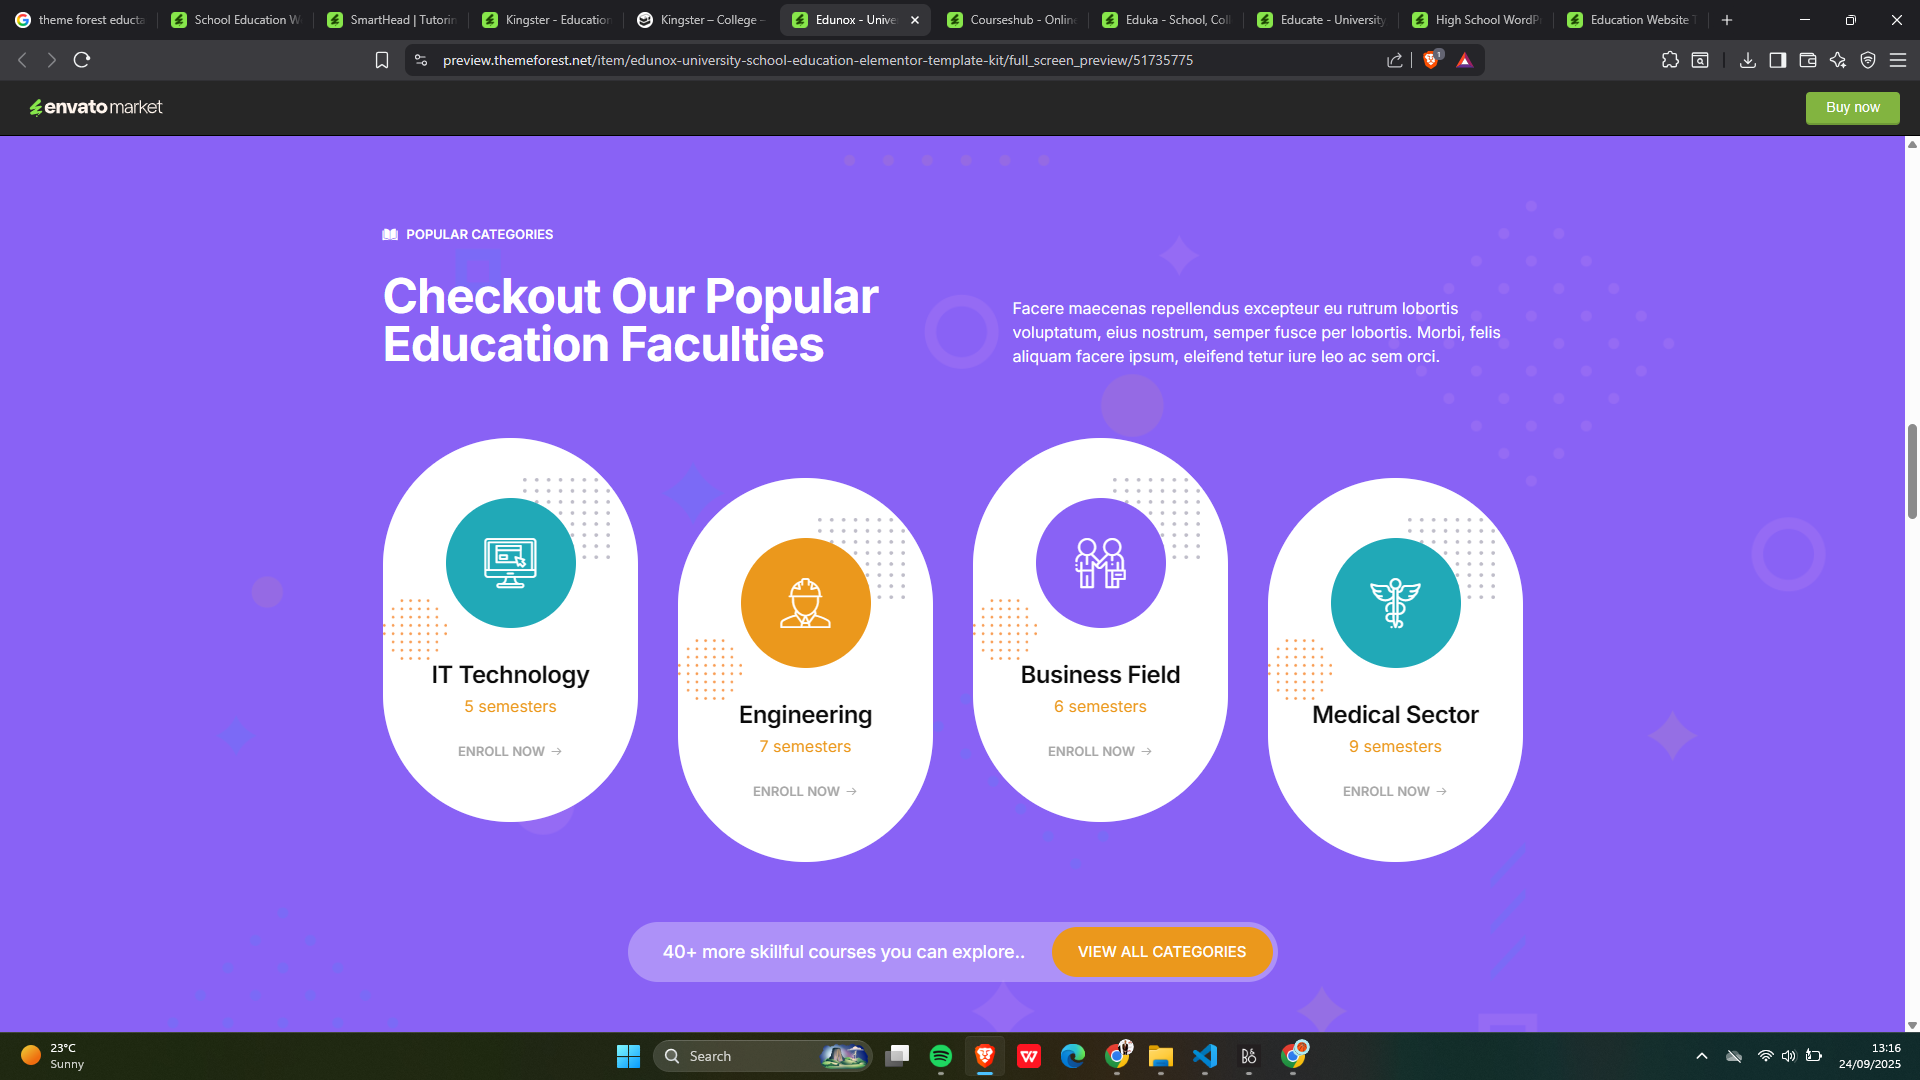 theme forest educta
School Education W
SmartHead | Tutorin
Kingster - Education
Kingster – College –
Edunox - Unive
Courseshub - Onlin
Eduka - School, Coll
Educate - University
High School WordPr
Education Website T
preview.themeforest.net/item/edunox-university-school-education-elementor-template-kit/full_screen_preview/51735775
1
envato market
Buy now
POPULAR CATEGORIES
Checkout Our Popular
Education Faculties
Facere maecenas repellendus excepteur eu rutrum lobortis
voluptatum, eius nostrum, semper fusce per lobortis. Morbi, felis
aliquam facere ipsum, eleifend tetur iure leo ac sem orci.
IT Technology
5 semesters
ENROLL NOW
Engineering
7 semesters
ENROLL NOW
Business Field
6 semesters
ENROLL NOW
Medical Sector
9 semesters
ENROLL NOW
40+ more skillful courses you can explore..
VIEW ALL CATEGORIES
23°C
Sunny
Search
13:16
24/09/2025